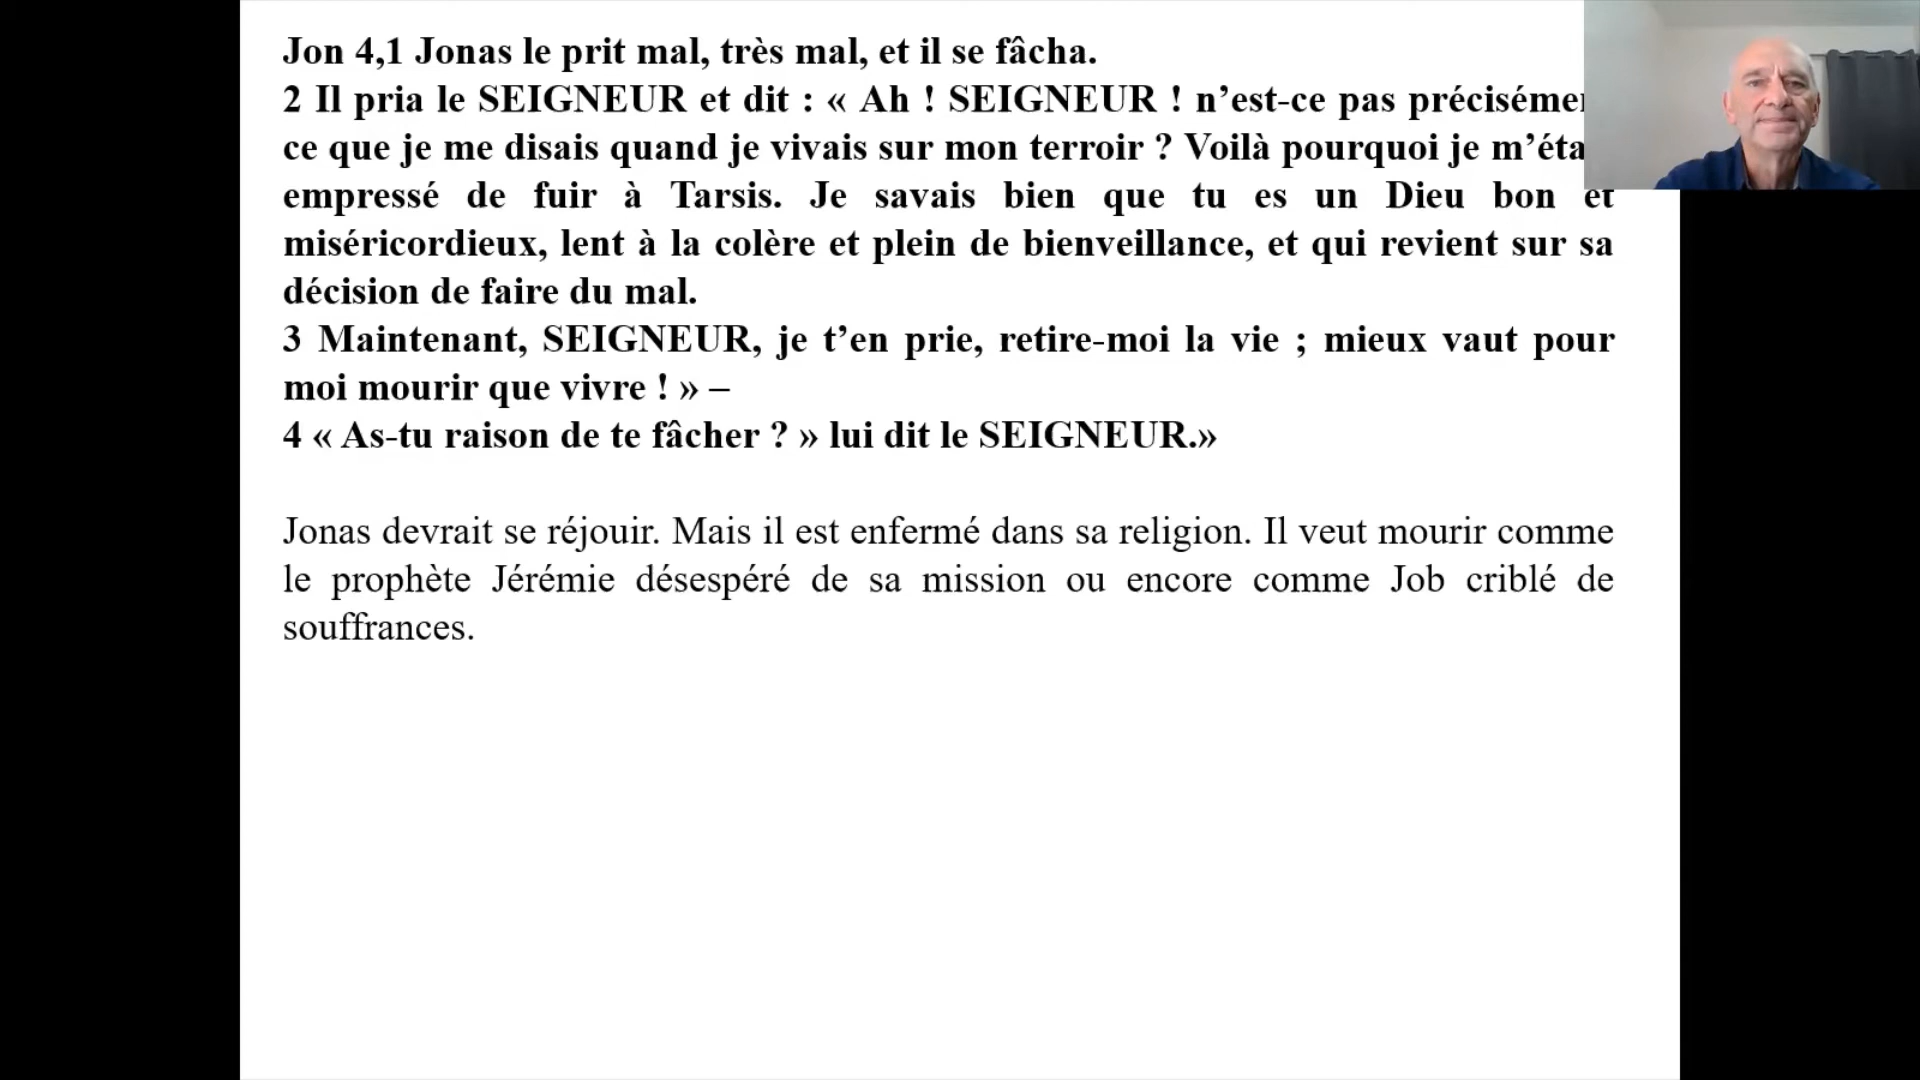 Jon 4,1 Jonas le prit mal, très mal, et il se fâcha.
2 Il pria le SEIGNEUR et dit : « Ah ! SEIGNEUR ! n’est-ce pas
ce que je me disais quand je vivais sur mon terroir ? Voilà pourquoi je
empressé de fuir à Tarsis. Je savais bien que tu es un Dieu bon et
miséricordieux, lent à la colère et plein de bienveillance, et qui revient sur sa
décision de faire du mal.
3 Maintenant, SEIGNEUR, je t’en prie, retire-moi la vie ; mieux vaut pour
moi mourir que vivre ! » –
4 « As-tu raison de te fâcher ? » lui dit le SEIGNEUR.»
Jonas devrait se réjouir. Mais il est enfermé dans sa religion. Il veut mourir comme
le prophète Jérémie désespéré de sa mission ou encore comme Job criblé de
souffrances.